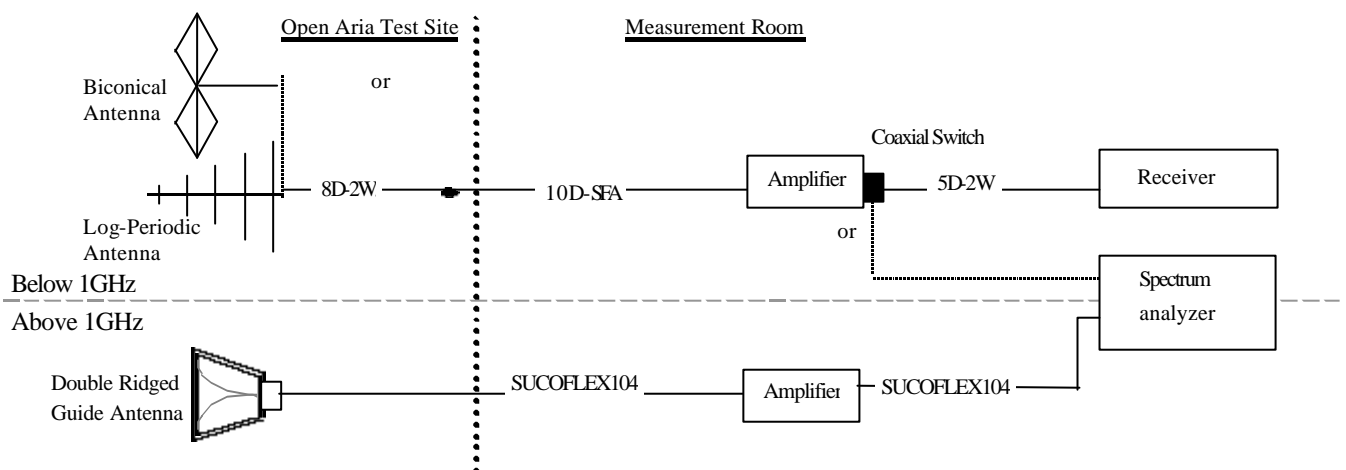 Open Aria Test Site
Measurement Room
Biconical
Antenna
or
Coaxial Switch
8D-2W
10D-SFA
Amplifier
5D-2W
Receiver
Log-Periodic
Antenna
or
Below 1GHz
Spectrum
analyzer
Above 1GHz
Double Ridged
Guide Antenna
SUCOFLEX104
Amplifier
SUCOFLEX104